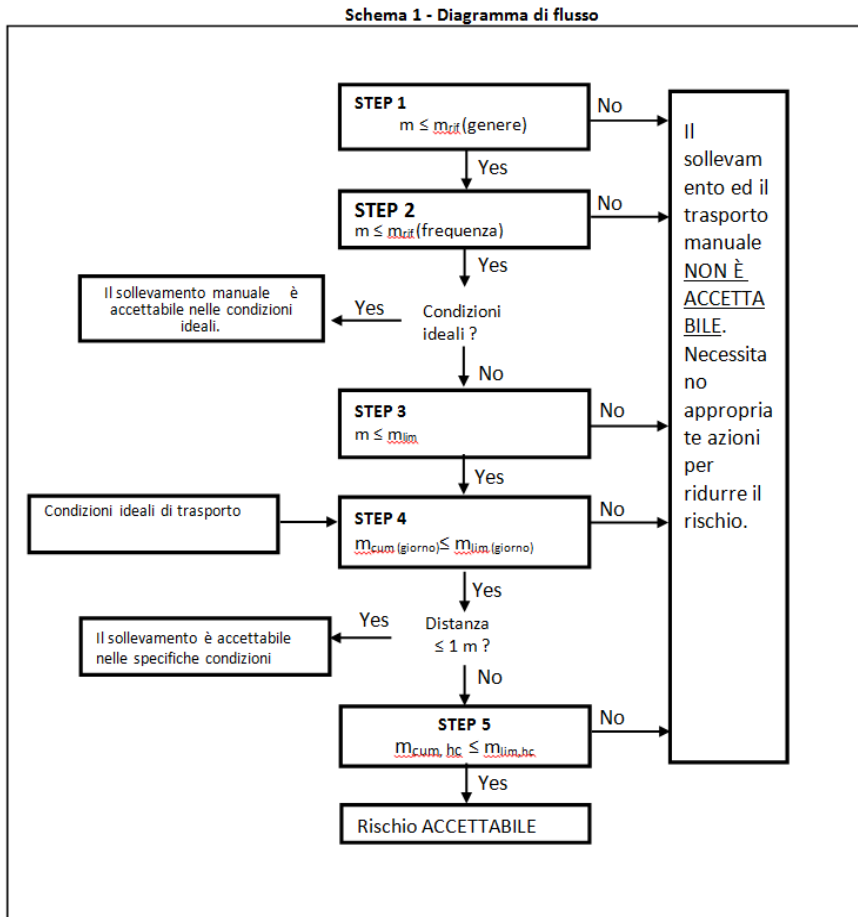 Schema 1 - Diagramma di flusso
STEP 1
m ≤ mrif(genere)
No
Yes
STEP 2
m ≤ mrif(frequenza)
No
Yes
Condizioni
ideali ?
Yes
Il sollevamento manuale è
accettabile nelle condizioni
ideali.
No
STEP 3
m ≤ mlim
No
Yes
Condizioni ideali di trasporto
STEP 4
mcum (giorno)≤ mlim (giorno)
No
Yes
Distanza
≤ 1 m ?
Yes
Il sollevamento è accettabile
nelle specifiche condizioni
No
STEP 5
mcum, hc ≤ mlim,hc
No
Yes
Rischio ACCETTABILE
Il
sollevam
ento ed il
trasporto
manuale
NON È
ACCETTA
BILE.
Necessita
no
appropria
te azioni
per
ridurre il
rischio.